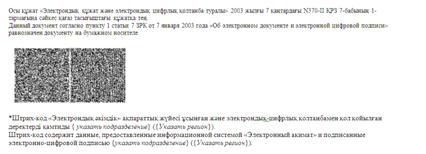 Осы құжат «Электрондық құжат және электрондық цифрлық қолтаңба туралы» 2003 жылғы 7 қаңтардағы N370-II ҚРЗ 7-бабының 1-
тармағына сәйкес қағаз тасығыштағы құжатқа тең.
Данный документ согласно пункту 1 статьи 7 ЗРК от 7 января 2003 года «Об электронном документе и электронной цифровой подписи»
равнозначен документу на бумажном носителе
*Штрих-код «Электрондық әкімдік» ақпараттық жүйесі ұсынған және электрондық-цифрлық қолтаңбамен қол қойылған
деректерді қамтиды { указать подразделение} ({Указать регион}).
Штрих-код содержит данные, предоставленные информационной системой «Электронный акимат» и подписанные
электронно-цифровой подписью {указать подразделение} ({Указать регион}).